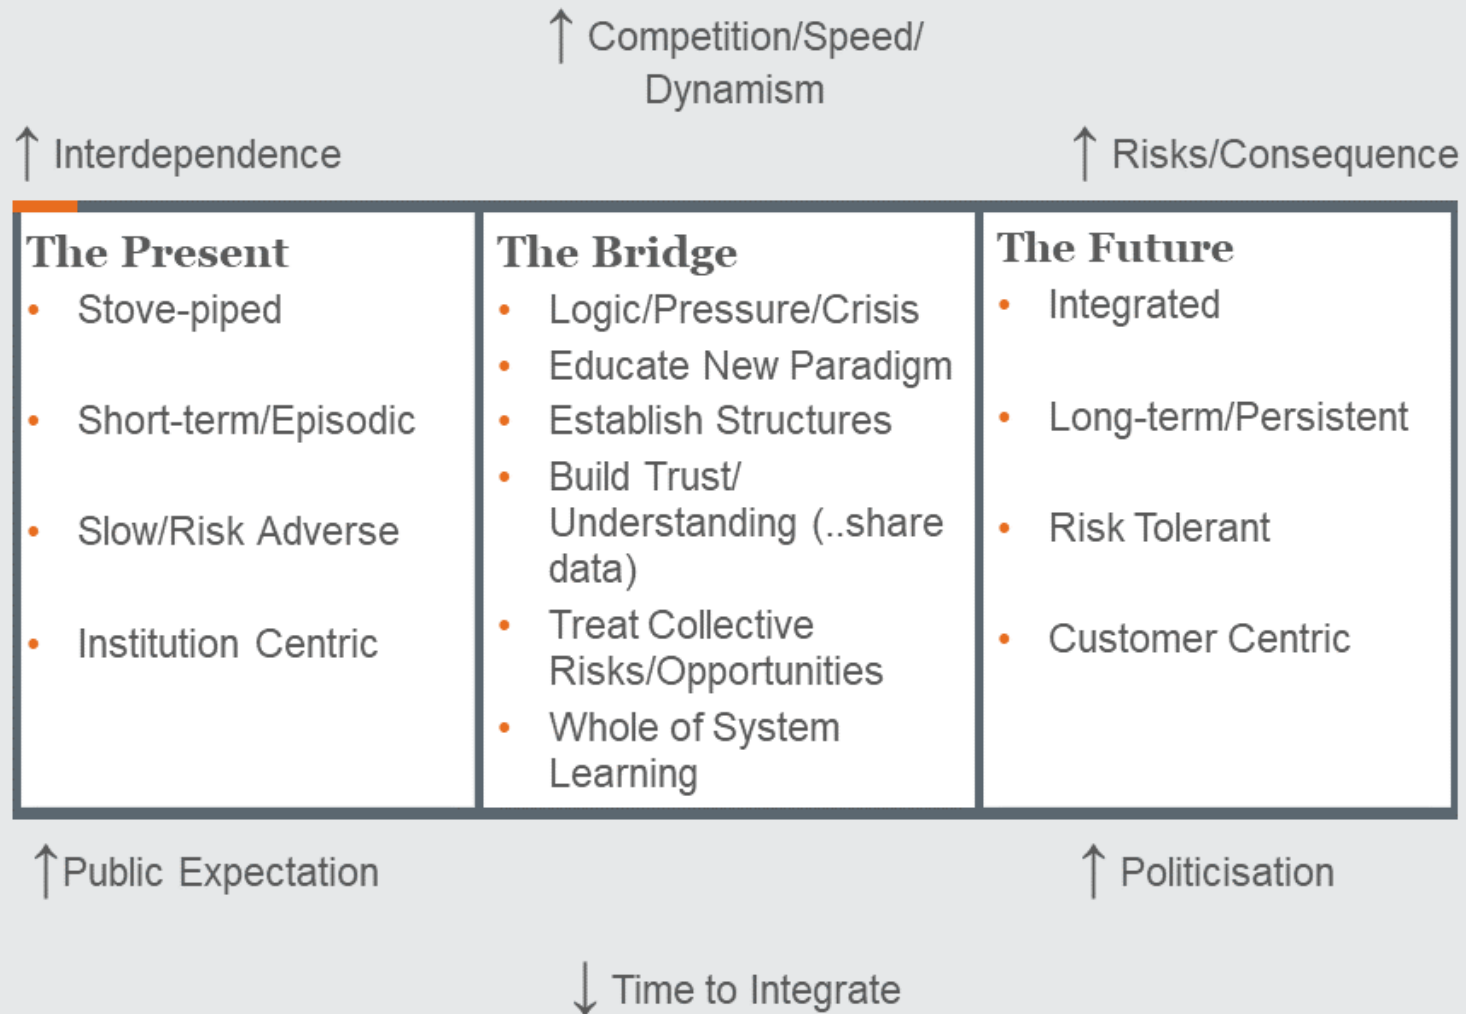 ↑ Competition/Speed/
Dynamism
↑ Interdependence
↑ Risks/Consequence
The Present
• Stove-piped
• Short-term/Episodic
• Slow/Risk Adverse
• Institution Centric
The Bridge
• Logic/Pressure/Crisis
• Educate New Paradigm
• Establish Structures
• Build Trust/
Understanding (..share
data)
• Treat Collective
Risks/Opportunities
• Whole of System
Learning
The Future
• Integrated
• Long-term/Persistent
• Risk Tolerant
• Customer Centric
↑ Public Expectation
↑ Politicisation
↓ Time to Integrate